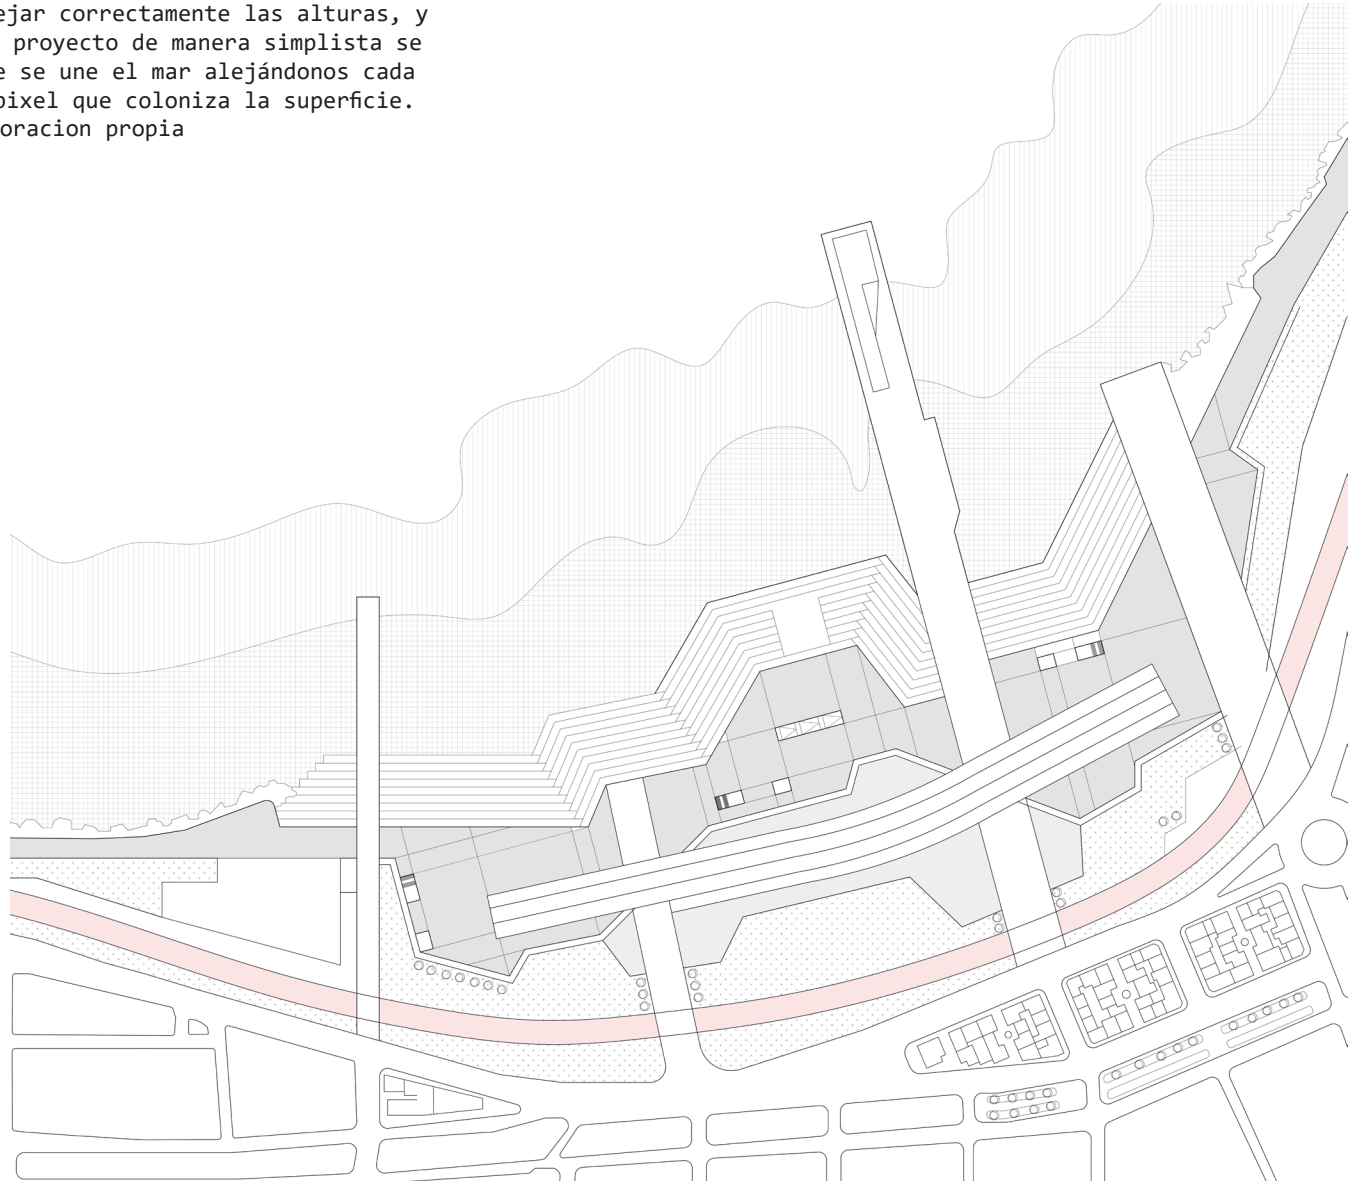 ejar correctamente las alturas, y
proyecto de manera simplista se
e se une el mar alejándonos cada
pixel que coloniza la superficie.
oracion propia